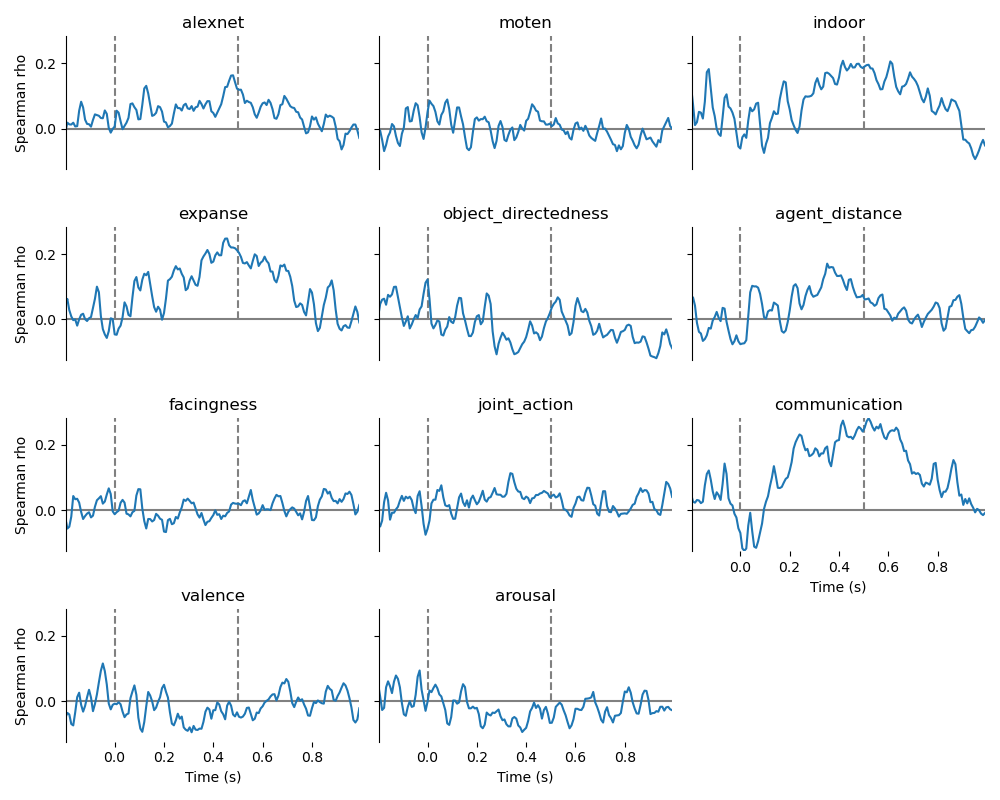 alexnet
moten
indoor
Spearman rho
0.2
0.0
expanse
object_directedness
agent_distance
Spearman rho
0.2
0.0
facingness
joint_action
communication
Spearman rho
0.2
0.0
0.0 0.2 0.4 0.6 0.8
Time (s)
valence
arousal
Spearman rho
0.2
0.0
0.0 0.2 0.4 0.6 0.8
Time (s)
0.0 0.2 0.4 0.6 0.8
Time (s)